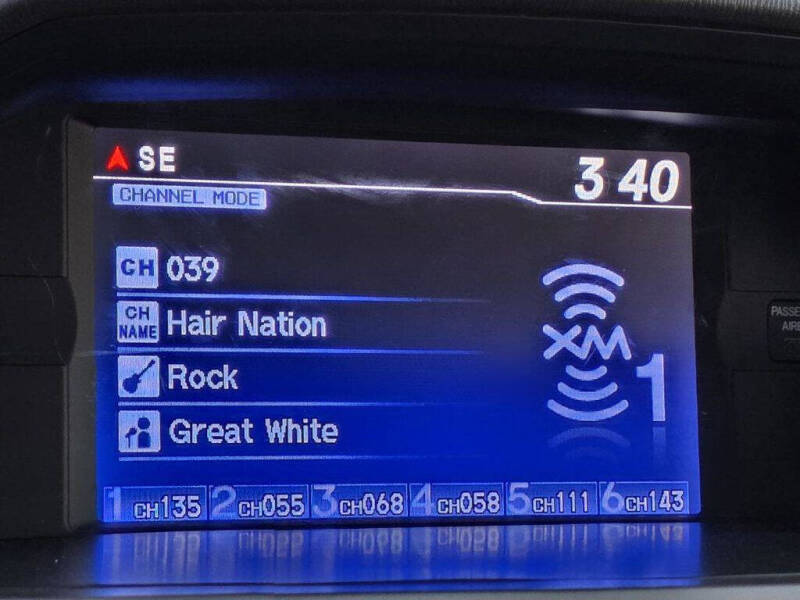 SE
3 40
CHANNEL MODE
CH 039
CH NAME Hair Nation
Rock
Great White
XM 1
1 CH135 2 CH055 3 CH068 4 CH058 5 CH111 6 CH143